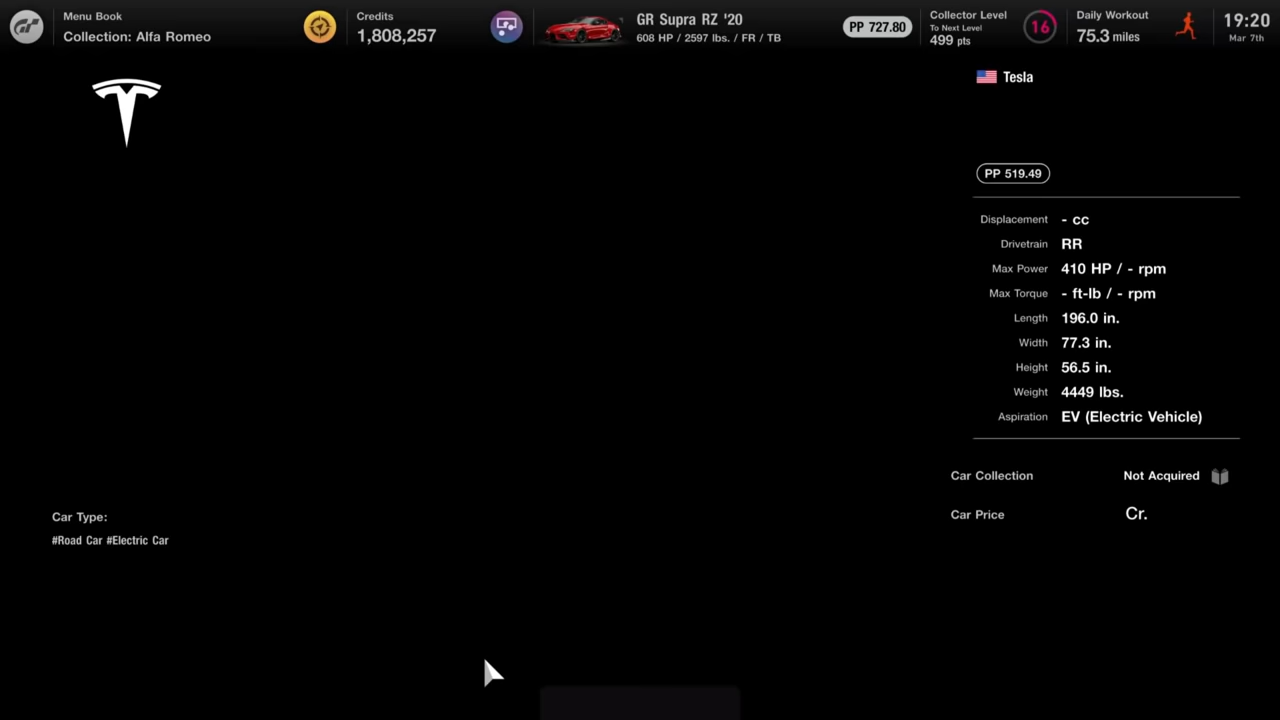 Menu Book
Collection: Alfa Romeo
Credits
1,808,257
GR Supra RZ '20
608 HP / 2597 lbs. / FR / TB
PP 727.80
Collector Level
To Next Level
499 pts
16
Daily Workout
75.3 miles
19:20
Mar 7th
Tesla
PP 519.49
Displacement - cc
Drivetrain RR
Max Power 410 HP / - rpm
Max Torque - ft-lb / - rpm
Length 196.0 in.
Width 77.3 in.
Height 56.5 in.
Weight 4449 lbs.
Aspiration EV (Electric Vehicle)
Car Collection Not Acquired
Car Price Cr.
Car Type:
#Road Car #Electric Car